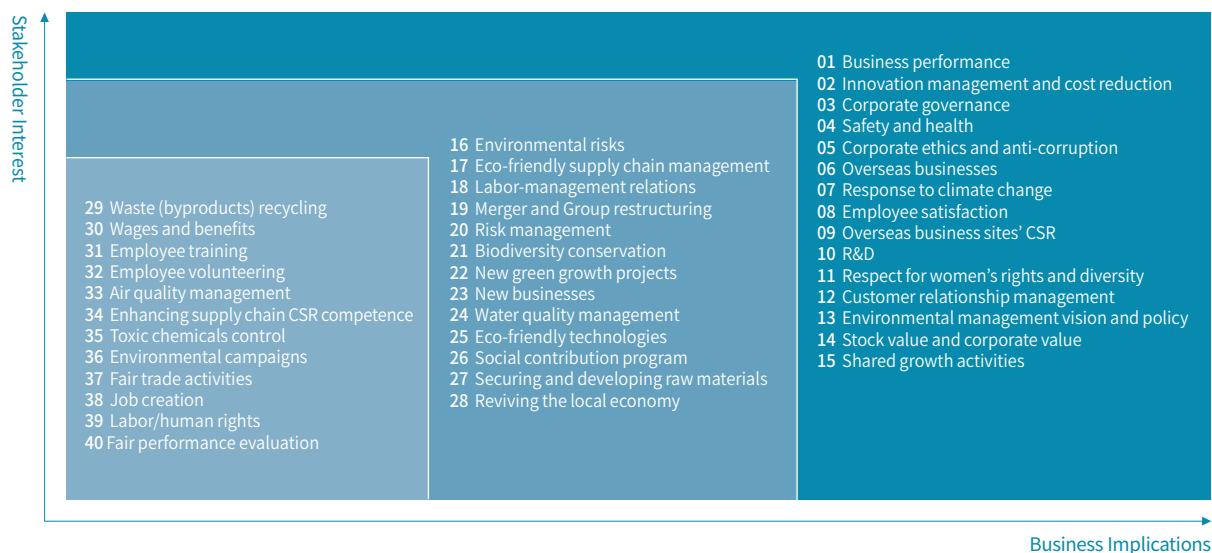 Stakeholder Interest
01 Business performance
02 Innovation management and cost reduction
03 Corporate governance
04 Safety and health
05 Corporate ethics and anti-corruption
06 Overseas businesses
07 Response to climate change
08 Employee satisfaction
09 Overseas business sites’ CSR
10 R&D
11 Respect for women’s rights and diversity
12 Customer relationship management
13 Environmental management vision and policy
14 Stock value and corporate value
15 Shared growth activities
16 Environmental risks
17 Eco-friendly supply chain management
18 Labor-management relations
19 Merger and Group restructuring
20 Risk management
21 Biodiversity conservation
22 New green growth projects
23 New businesses
24 Water quality management
25 Eco-friendly technologies
26 Social contribution program
27 Securing and developing raw materials
28 Reviving the local economy
29 Waste (byproducts) recycling
30 Wages and benefits
31 Employee training
32 Employee volunteering
33 Air quality management
34 Enhancing supply chain CSR competence
35 Toxic chemicals control
36 Environmental campaigns
37 Fair trade activities
38 Job creation
39 Labor/human rights
40 Fair performance evaluation
Business Implications